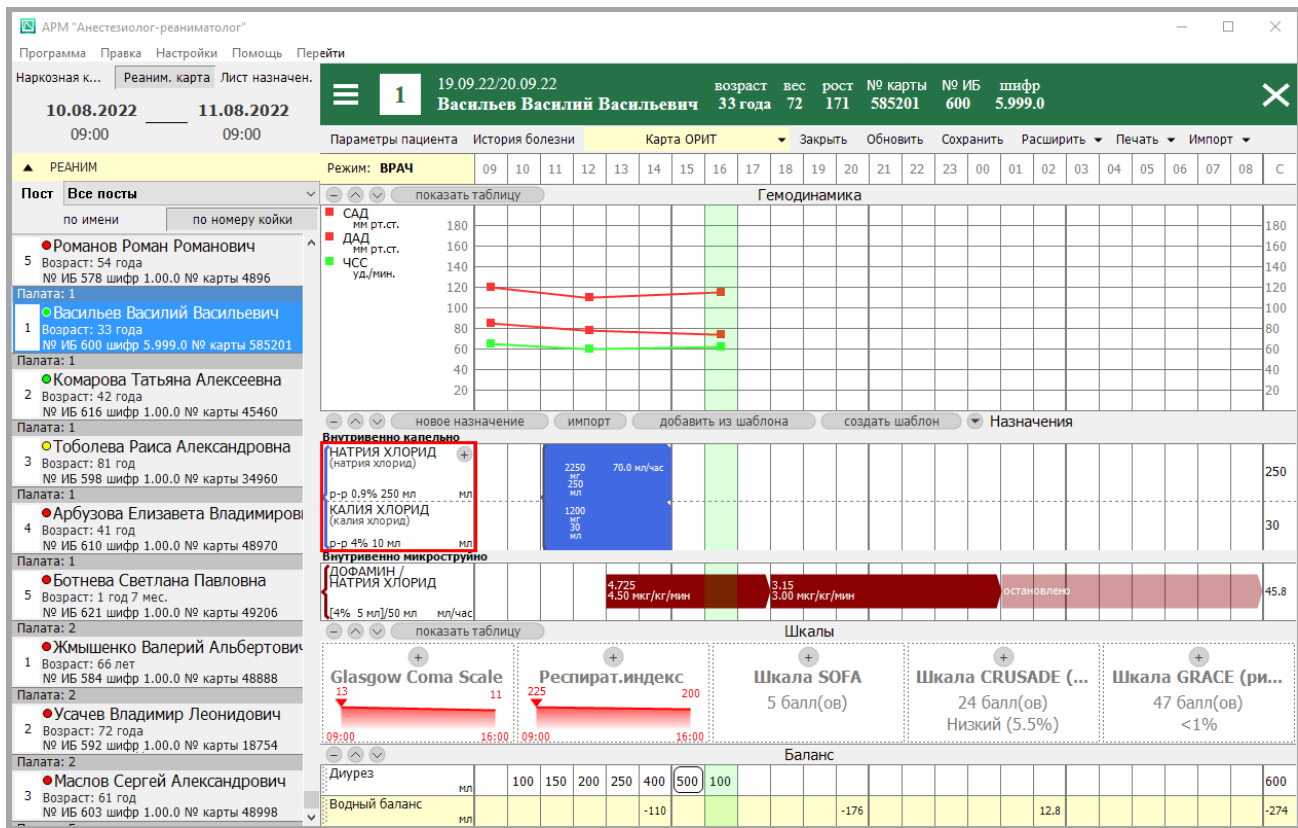 АРМ "Анестезиолог-реаниматолог"
Программа Правка Настройки Помощь Перейти
Наркозная к... Реаним. карта Лист назначен.
10.08.2022 ____ 11.08.2022
09:00 09:00
▲ РЕАНИМ
Пост Все посты
по имени по номеру койки
Романов Роман Романович
5 Возраст: 54 года
№ ИБ 578 шифр 1.00.0 № карты 4896
Палата: 1
Васильев Василий Васильевич
1 Возраст: 33 года
№ ИБ 600 шифр 5.999.0 № карты 585201
Палата: 1
Комарова Татьяна Алексеевна
2 Возраст: 42 года
№ ИБ 616 шифр 1.00.0 № карты 45460
Палата: 1
Тоболева Раиса Александровна
3 Возраст: 81 год
№ ИБ 598 шифр 1.00.0 № карты 34960
Палата: 1
Арбузова Елизавета Владимиров
4 Возраст: 41 год
№ ИБ 610 шифр 1.00.0 № карты 48970
Палата: 1
Ботнева Светлана Павловна
5 Возраст: 1 год 7 мес.
№ ИБ 621 шифр 1.00.0 № карты 49206
Палата: 2
Жмышенко Валерий Альбертович
1 Возраст: 66 лет
№ ИБ 584 шифр 1.00.0 № карты 48888
Палата: 2
Усачев Владимир Леонидович
2 Возраст: 72 года
№ ИБ 592 шифр 1.00.0 № карты 18754
Палата: 2
Маслов Сергей Александрович
3 Возраст: 61 год
№ ИБ 603 шифр 1.00.0 № карты 48998
1 19.09.22/20.09.22 возраст вес рост № карты № ИБ шифр
Васильев Василий Васильевич 33 года 72 171 585201 600 5.999.0
Параметры пациента История болезни Карта ОРИТ Закрыть Обновить Сохранить Расширить Печать Импорт
Режим: ВРАЧ 09 10 11 12 13 14 15 16 17 18 19 20 21 22 23 00 01 02 03 04 05 06 07 08 С
показать таблицу Гемодинамика
САД
мм рт.ст. 180 180
ДАД
мм рт.ст. 160 160
ЧСС
уд./мин. 140 140
120 120
100 100
80 80
60 60
40 40
20 20
новое назначение импорт добавить из шаблона создать шаблон Назначения
Внутривенно капельно
НАТРИЯ ХЛОРИД +
(натрия хлорид) 2250 70.0 мл/час 250
мг
250
р-р 0.9% 250 мл мл мл
КАЛИЯ ХЛОРИД 1200
(калия хлорид) мг 30
30
р-р 4% 10 мл мл мл
Внутривенно микроструйно
ДОФАМИН /
НАТРИЯ ХЛОРИД 4.725 3.15
4.50 мкг/кг/мин 3.00 мкг/кг/мин остановлено 45.8
[4% 5 мл]/50 мл мл/час
показать таблицу Шкалы
+ + + + +
Glasgow Coma Scale Респират.индекс Шкала SOFA Шкала CRUSADE (... Шкала GRACE (ри...
13 11 225 200 5 балл(ов) 24 балл(ов) 47 балл(ов)
Низкий (5.5%) <1%
09:00 16:00 09:00 16:00
Баланс
Диурез мл 100 150 200 250 400 500 100 600
Водный баланс мл -110 -176 12.8 -274